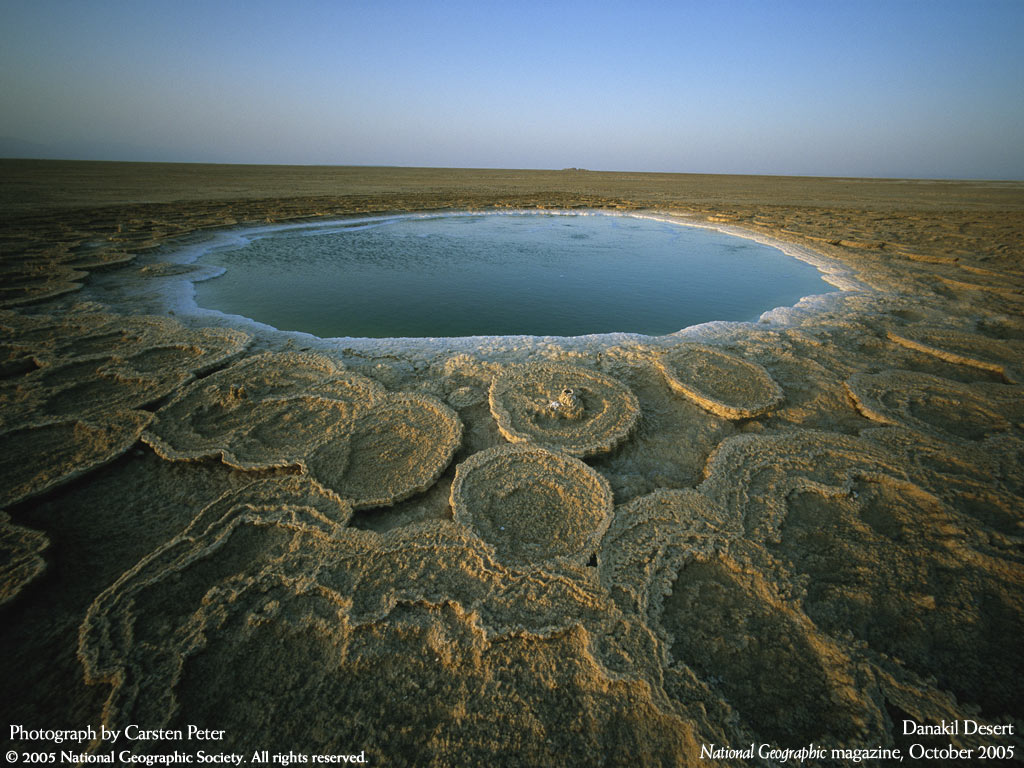 Photograph by Carsten Peter
© 2005 National Geographic Society. All rights reserved.
Danakil Desert
National Geographic magazine, October 2005